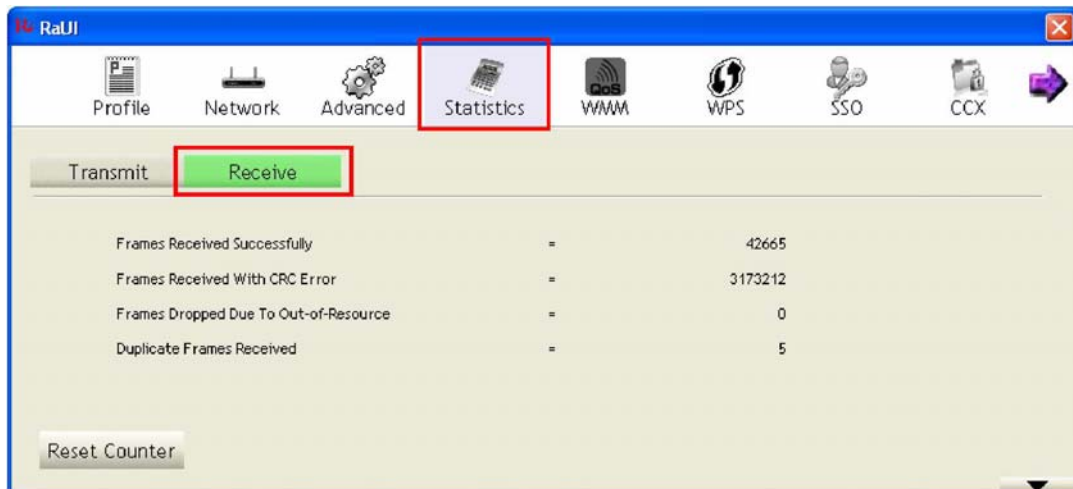 RaUI
Profile Network Advanced Statistics QoS WMM WPS SSO CCX
Transmit Receive
Frames Received Successfully = 42665
Frames Received With CRC Error = 3173212
Frames Dropped Due To Out-of-Resource = 0
Duplicate Frames Received = 5
Reset Counter